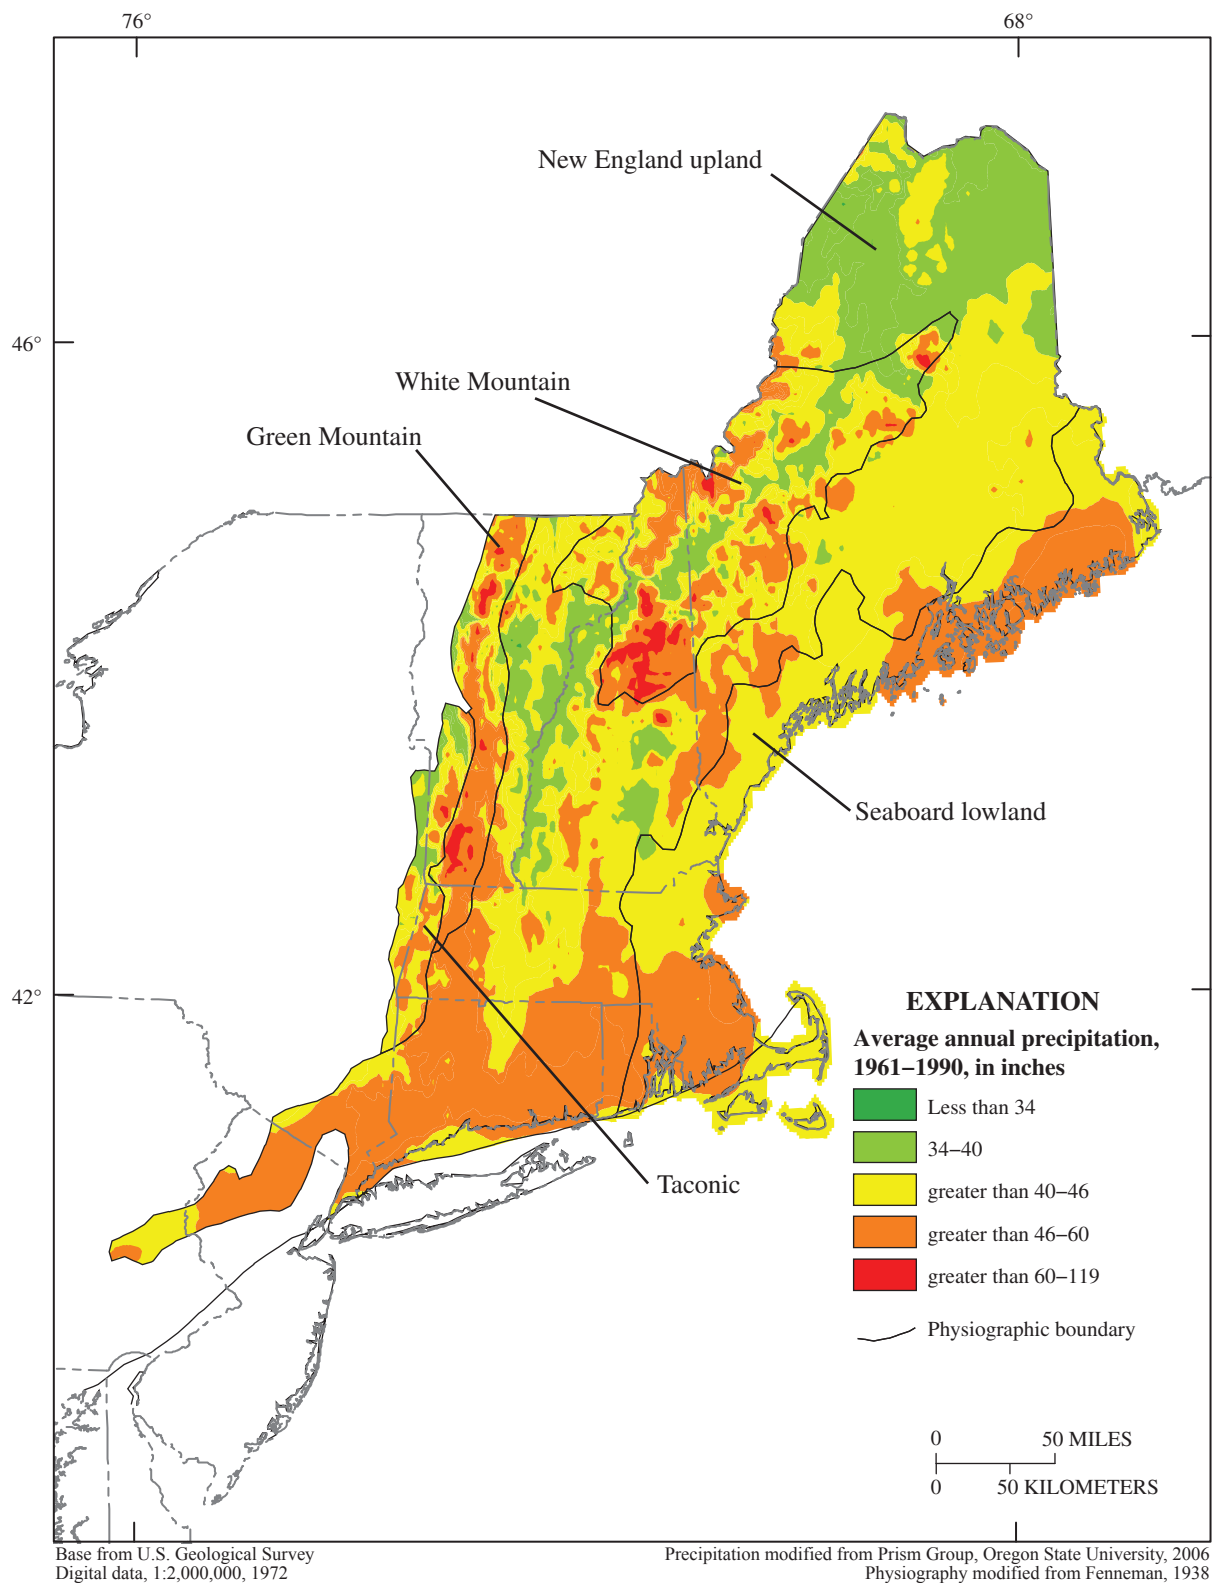 76°
68°
New England upland
46°
White Mountain
Green Mountain
Seaboard lowland
42°
EXPLANATION
Average annual precipitation,
1961–1990, in inches
Less than 34
34–40
greater than 40–46
greater than 46–60
greater than 60–119
Physiographic boundary
Taconic
0 50 MILES
0 50 KILOMETERS
Base from U.S. Geological Survey
Digital data, 1:2,000,000, 1972
Precipitation modified from Prism Group, Oregon State University, 2006
Physiography modified from Fenneman, 1938